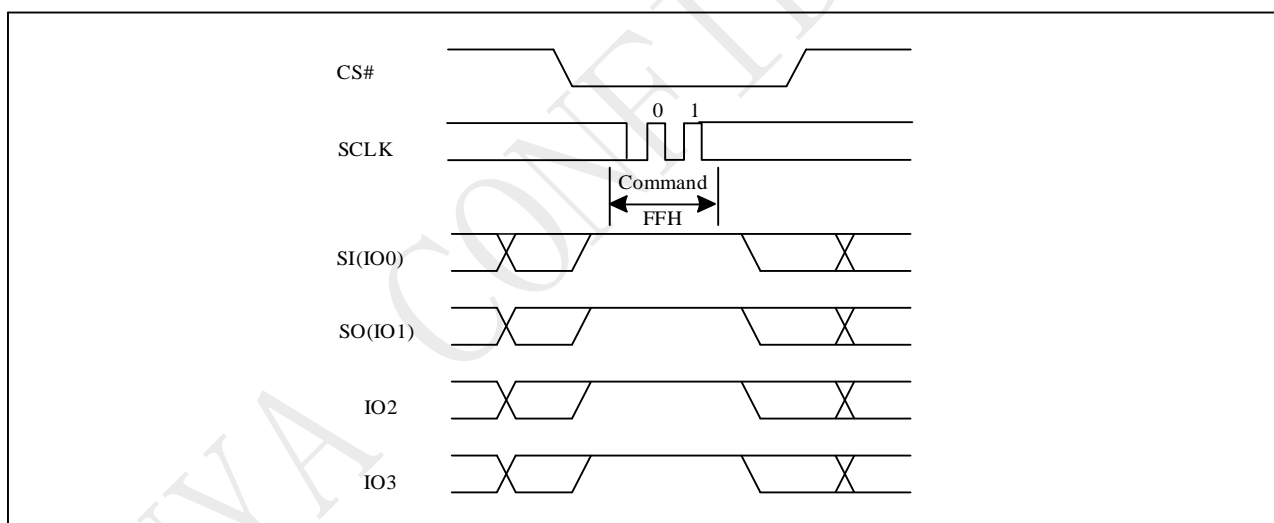 CS#
0 1
SCLK
Command
FFH
SI(IO0)
SO(IO1)
IO2
IO3